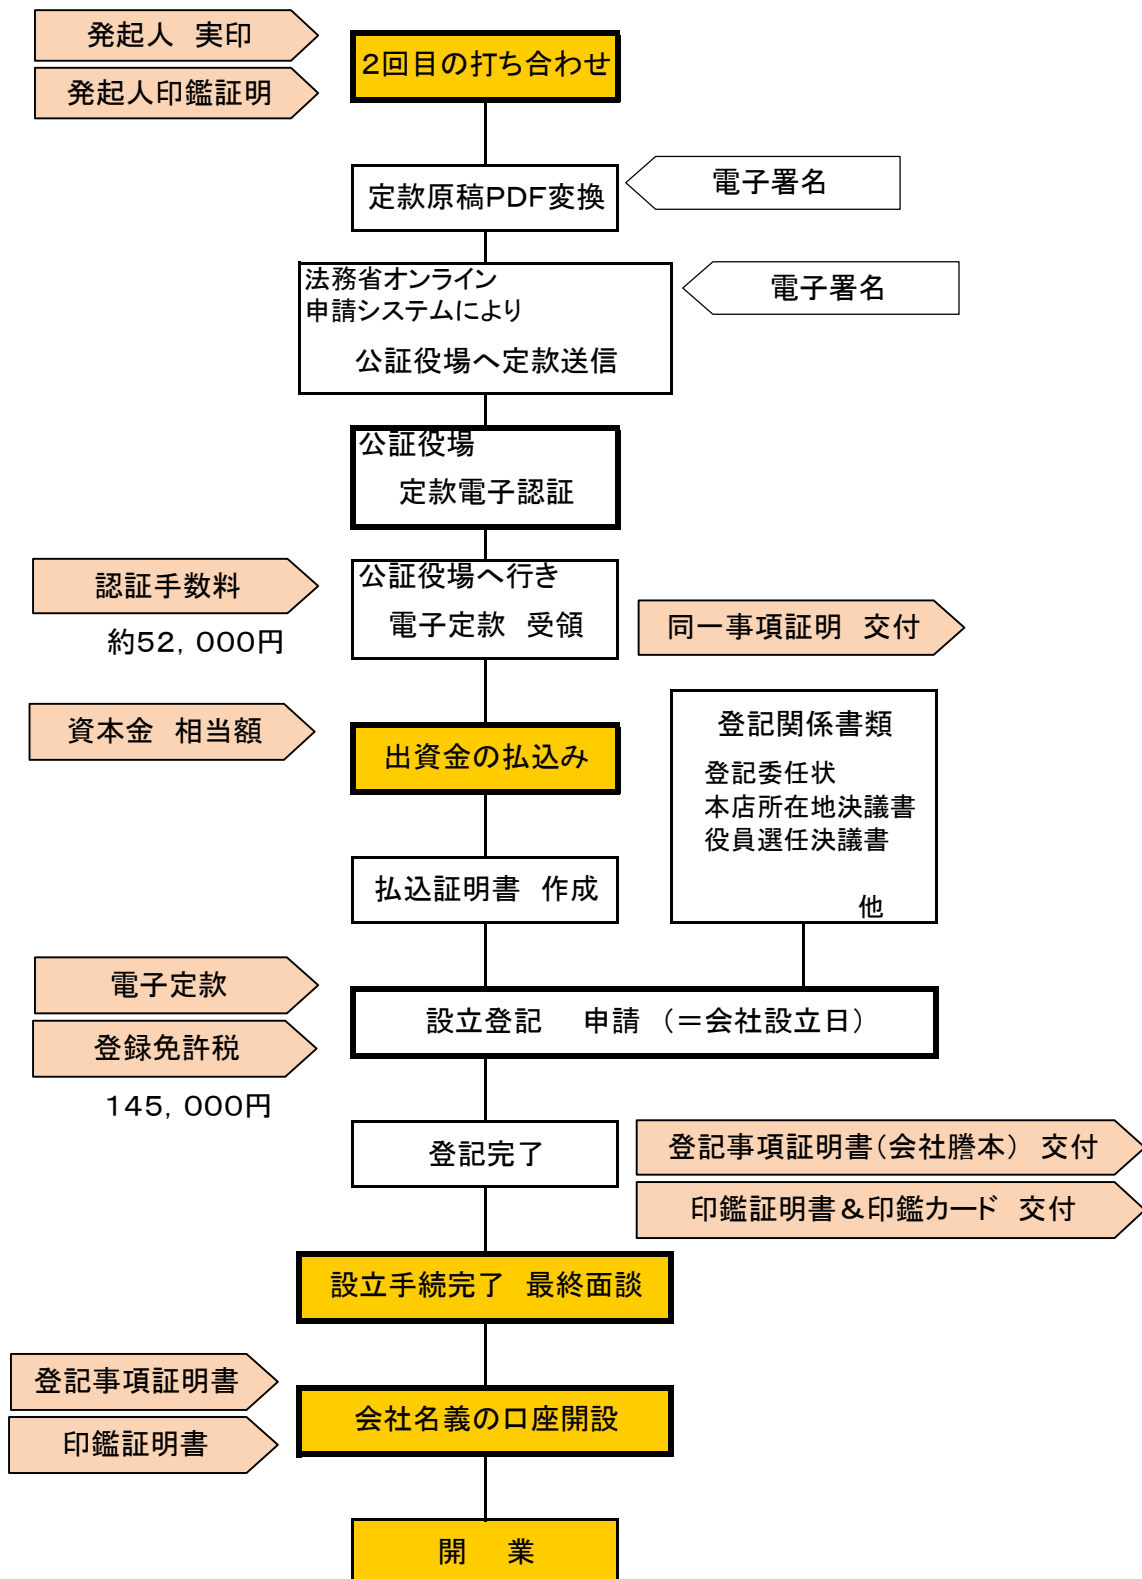 発起人　実印
2回目の打ち合わせ
発起人印鑑証明
定款原稿PDF変換
電子署名
法務省オンライン
申請システムにより
公証役場へ定款送信
電子署名
公証役場
定款電子認証
認証手数料
約52，000円
公証役場へ行き
電子定款　受領
同一事項証明　交付
資本金　相当額
出資金の払込み
登記関係書類
登記委任状
本店所在地決議書
役員選任決議書
他
払込証明書　作成
電子定款
登録免許税
145，000円
設立登記　申請（＝会社設立日）
登記完了
登記事項証明書（会社謄本）　交付
印鑑証明書＆印鑑カード　交付
設立手続完了　最終面談
登記事項証明書
印鑑証明書
会社名義の口座開設
開　業